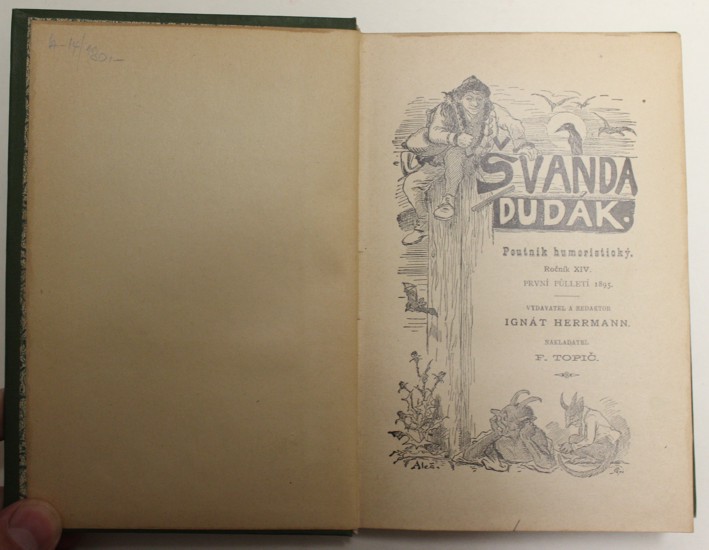 ŠVANDA
DUDÁK.
Poutník humoristický.
Ročník XIV.
PRVNÍ PŮLLETÍ 1895.
VYDAVATEL A REDAKTOR
IGNÁT HERRMANN.
NAKLADATEL
F. TOPIČ.
Aleš.